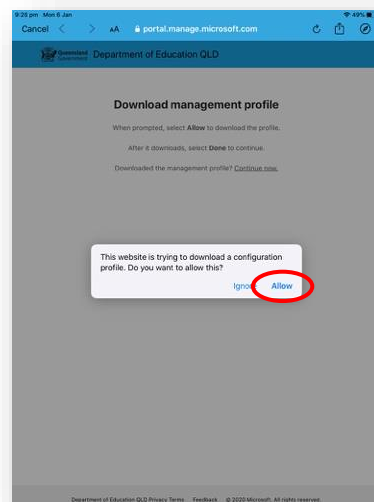 9:28 pm Mon 6 Jan 49%
Cancel AA portal.manage.microsoft.com
Queensland Government Department of Education QLD
Download management profile
When prompted, select Allow to download the profile.
After it downloads, select Done to continue.
Downloaded the management profile? Continue now.
This website is trying to download a configuration
profile. Do you want to allow this?
Ignore Allow
Department of Education QLD Privacy Terms Feedback © 2020 Microsoft. All rights reserved.